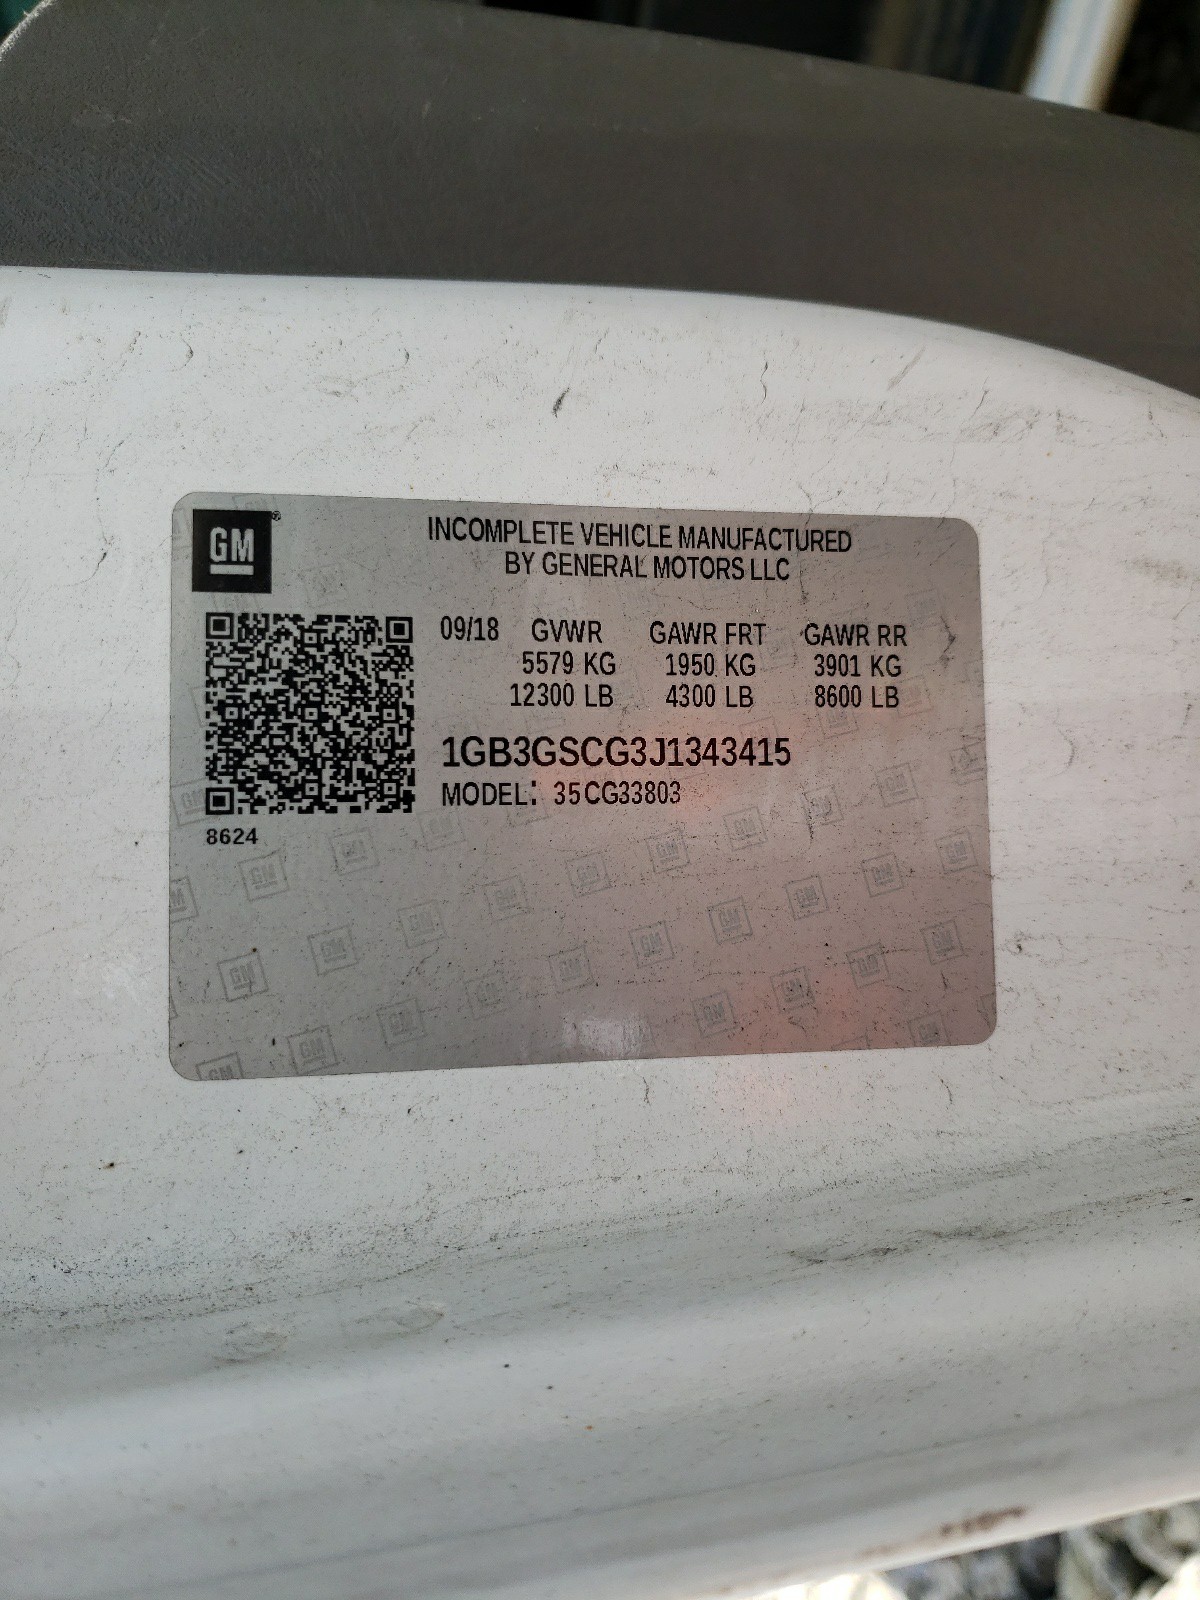 GM
INCOMPLETE VEHICLE MANUFACTURED
BY GENERAL MOTORS LLC
09/18 GVWR GAWR FRT GAWR RR
5579 KG 1950 KG 3901 KG
12300 LB 4300 LB 8600 LB
1GB3GSCG3J1343415
MODEL: 35CG33803
8624